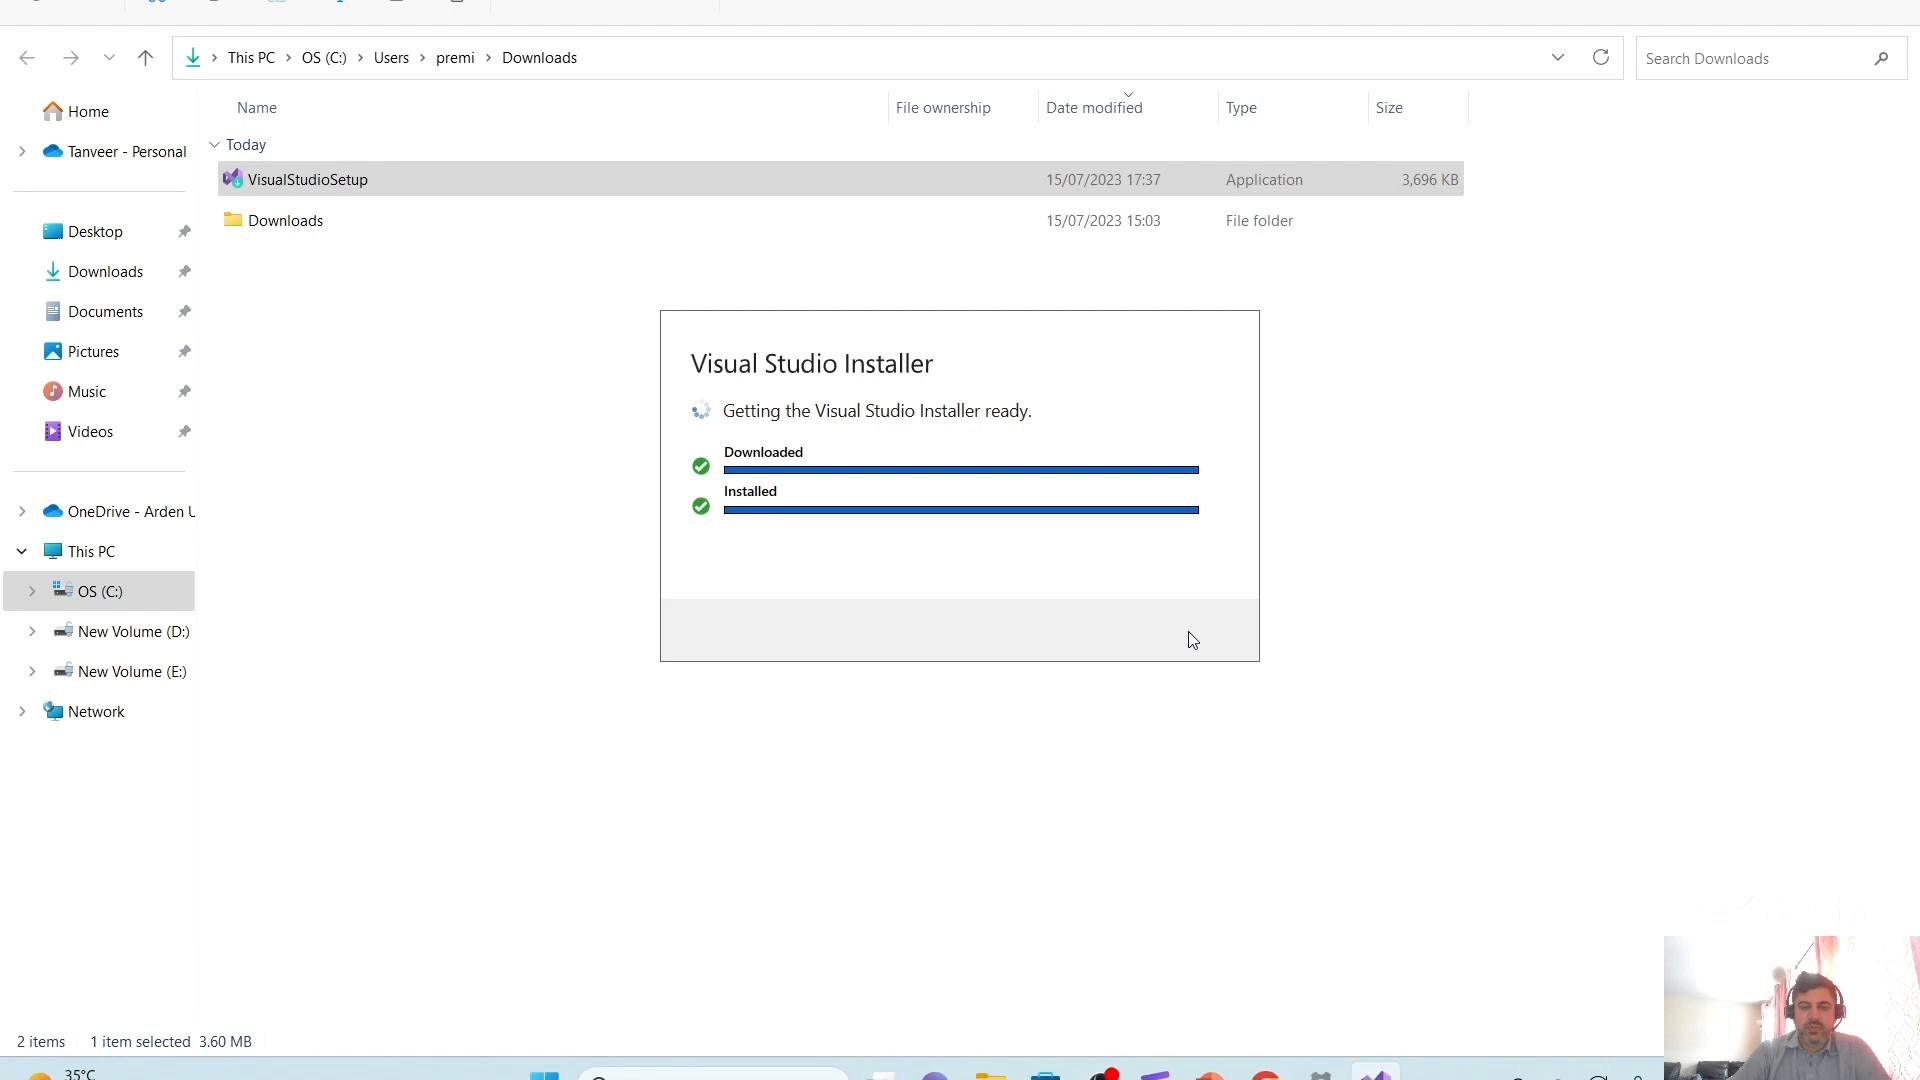 This PC > OS (C:) > Users > premi > Downloads
Search Downloads
Home
Tanveer - Personal
Desktop
Downloads
Documents
Pictures
Music
Videos
OneDrive - Arden U
This PC
OS (C:)
New Volume (D:)
New Volume (E:)
Network
Name File ownership Date modified Type Size
Today
VisualStudioSetup 15/07/2023 17:37 Application 3,696 KB
Downloads 15/07/2023 15:03 File folder
Visual Studio Installer
Getting the Visual Studio Installer ready.
Downloaded
Installed
2 items 1 item selected 3.60 MB
35°C